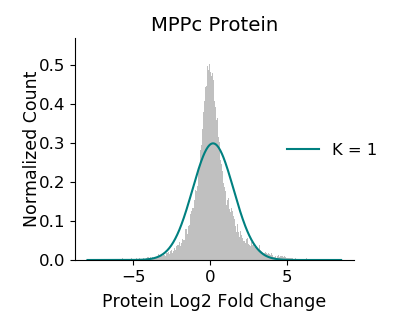 MPPc Protein
Normalized Count
0.5
0.4
0.3
0.2
0.1
0.0
−5
0
5
K = 1
Protein Log2 Fold Change